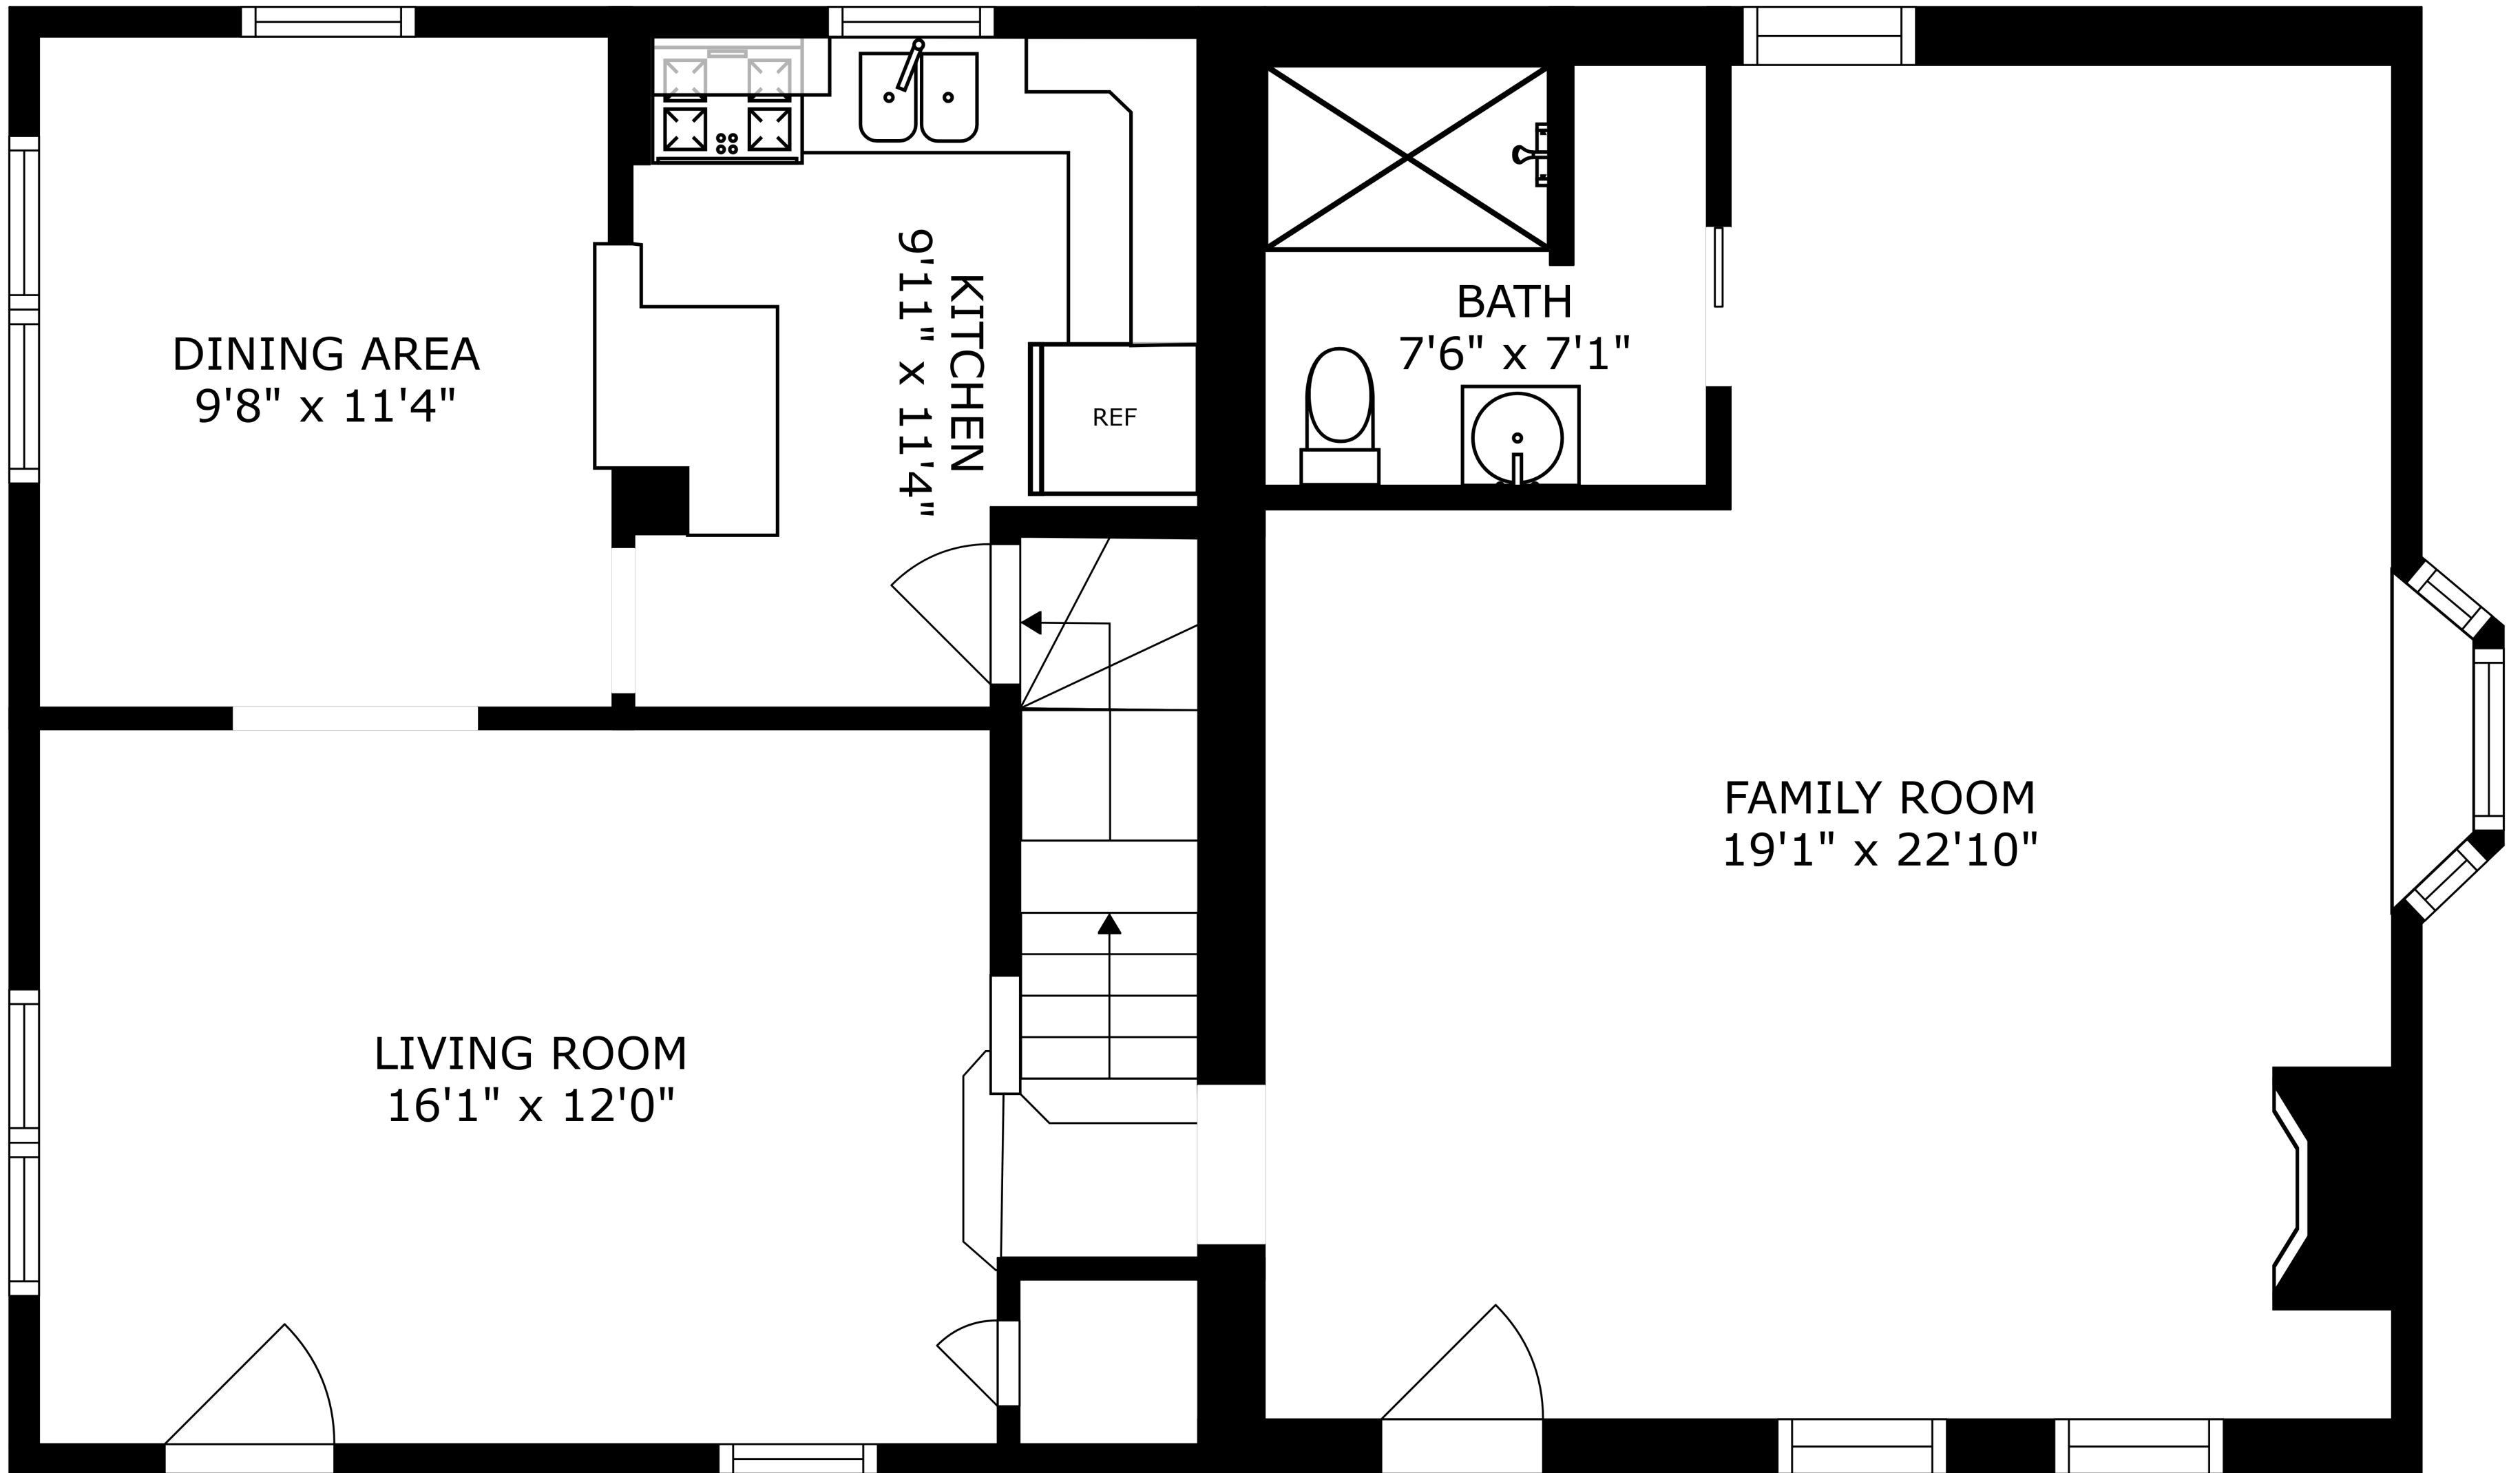 DINING AREA
9'8" x 11'4"
KITCHEN
9'11" x 11'4"
REF
BATH
7'6" x 7'1"
FAMILY ROOM
19'1" x 22'10"
LIVING ROOM
16'1" x 12'0"